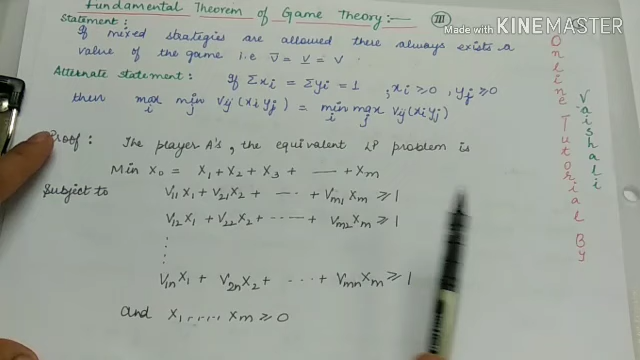 Fundamental Theorem of Game Theory:—
III
Made with KINEMASTER
Statement:
If mixed strategies are allowed there always exists a
value of the game i.e V̄ = V̲ = V.
Alternate statement: If Σxi = Σyj = 1 , xi ≥ 0 , yj ≥ 0
then max i min j Vij (xi yj) = min j max i Vij (xi yj)
Proof: The player A's, the equivalent LP problem is
Min X0 = X1 + X2 + X3 + — + Xm
Subject to V11 X1 + V21 X2 + --- + Vm1 Xm ≥ 1
V12 X1 + V22 X2 + ---- + Vm2 Xm ≥ 1
V1n X1 + V2n X2 + ... + Vmn Xm ≥ 1
and X1, ..... Xm ≥ 0
Online Tutorial By
Vaishali